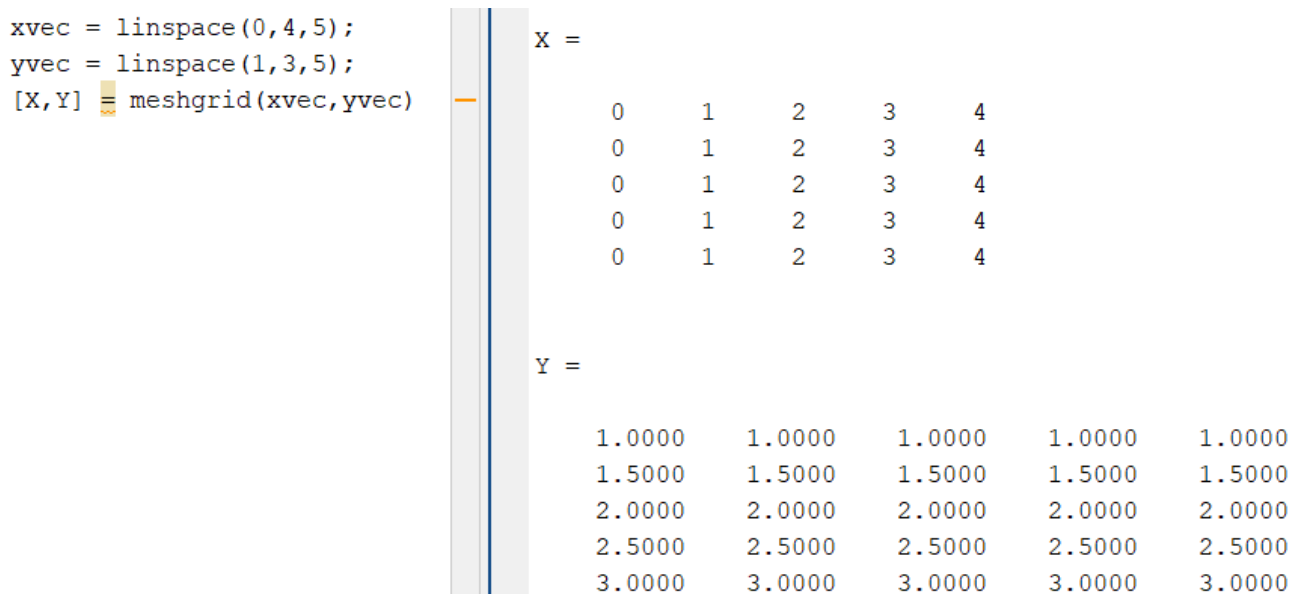 xvec = linspace(0,4,5);
yvec = linspace(1,3,5);
[X,Y] = meshgrid(xvec,yvec)
X =
0 1 2 3 4
0 1 2 3 4
0 1 2 3 4
0 1 2 3 4
0 1 2 3 4
Y =
1.0000 1.0000 1.0000 1.0000 1.0000
1.5000 1.5000 1.5000 1.5000 1.5000
2.0000 2.0000 2.0000 2.0000 2.0000
2.5000 2.5000 2.5000 2.5000 2.5000
3.0000 3.0000 3.0000 3.0000 3.0000